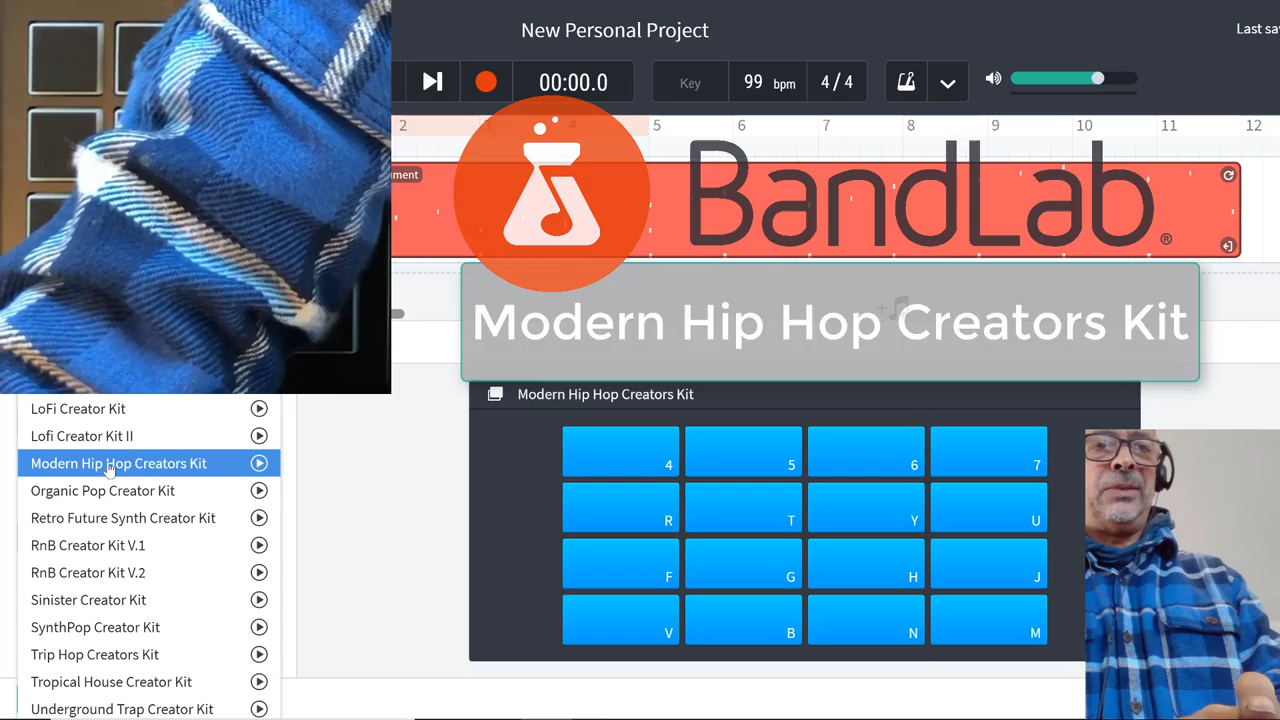 New Personal Project
Last sa
00:00.0
Key
99 bpm
4 / 4
2 3 4 5 6 7 8 9 10 11 12
ment
BandLab®
Modern Hip Hop Creators Kit
Modern Hip Hop Creators Kit
4 5 6 7
R T Y U
F G H J
V B N M
LoFi Creator Kit
Lofi Creator Kit II
Modern Hip Hop Creators Kit
Organic Pop Creator Kit
Retro Future Synth Creator Kit
RnB Creator Kit V.1
RnB Creator Kit V.2
Sinister Creator Kit
SynthPop Creator Kit
Trip Hop Creators Kit
Tropical House Creator Kit
Underground Trap Creator Kit